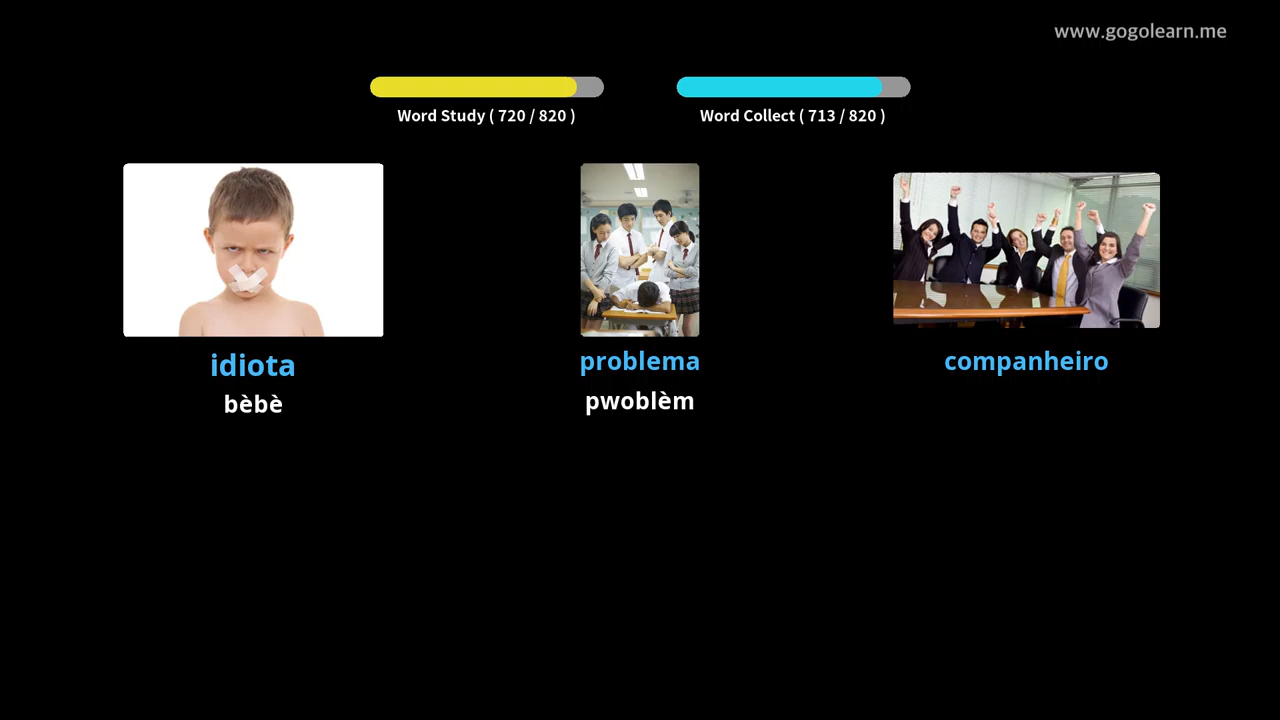 www.gogolearn.me
Word Study ( 720 / 820 )
Word Collect ( 713 / 820 )
idiota
problema
companheiro
bèbè
pwoblèm